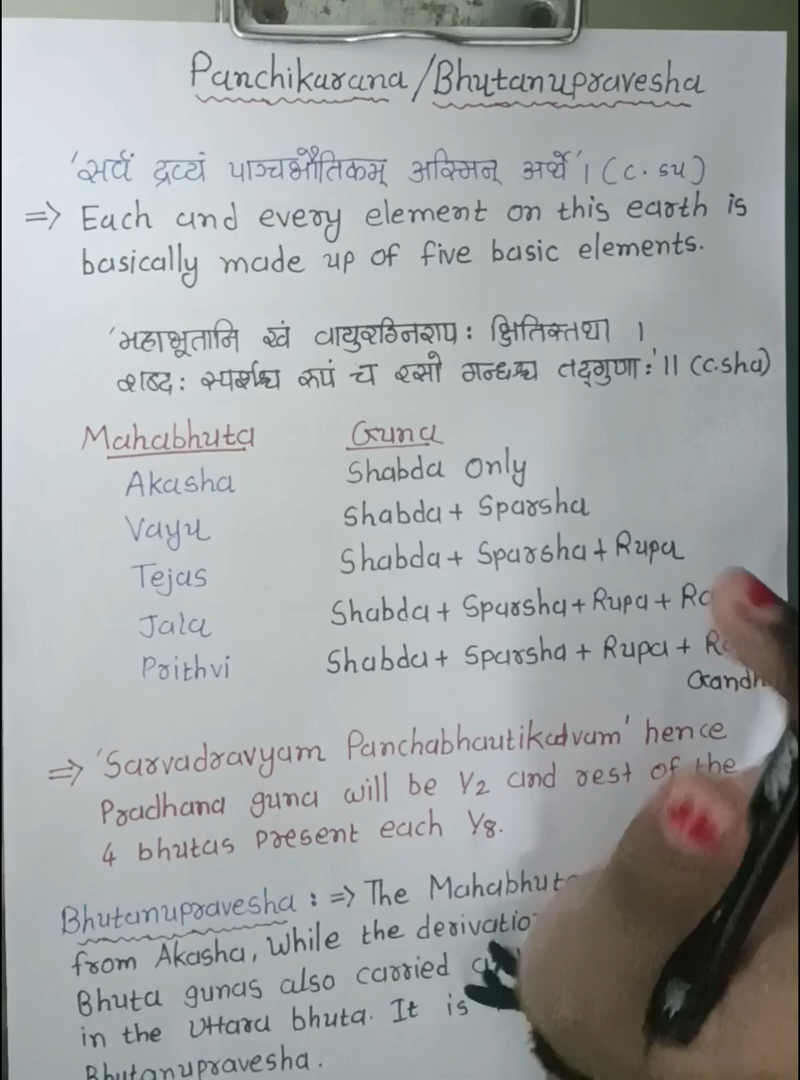 Panchikarana/Bhutanupravesha
'सर्वं द्रव्यं पाञ्चभौतिकम् अस्मिन् अर्थे'। (C. su)
=> Each and every element on this earth is
basically made up of five basic elements.
'महाभूतानि खं वायुरग्निरापः क्षितिस्तथा ।
शब्दः स्पर्शश्च रूपं च रसो गन्धश्च तद्गुणाः'॥ (c.sha)
Mahabhuta Guna
Akasha Shabda Only
Vayu Shabda + Sparsha
Tejas Shabda + Sparsha + Rupa
Jala Shabda + Sparsha + Rupa +
Prithvi Shabda + Sparsha + Rupa +
=> 'Sarvadravyam Panchabhautikatvam' hence
Pradhana guna will be 1/2 and rest of the
4 bhutas present each 1/8.
Bhutanupravesha : => The
from Akasha, While the
Bhuta gunas also carried
in the Uttara bhuta. It is
Bhutanupravesha.